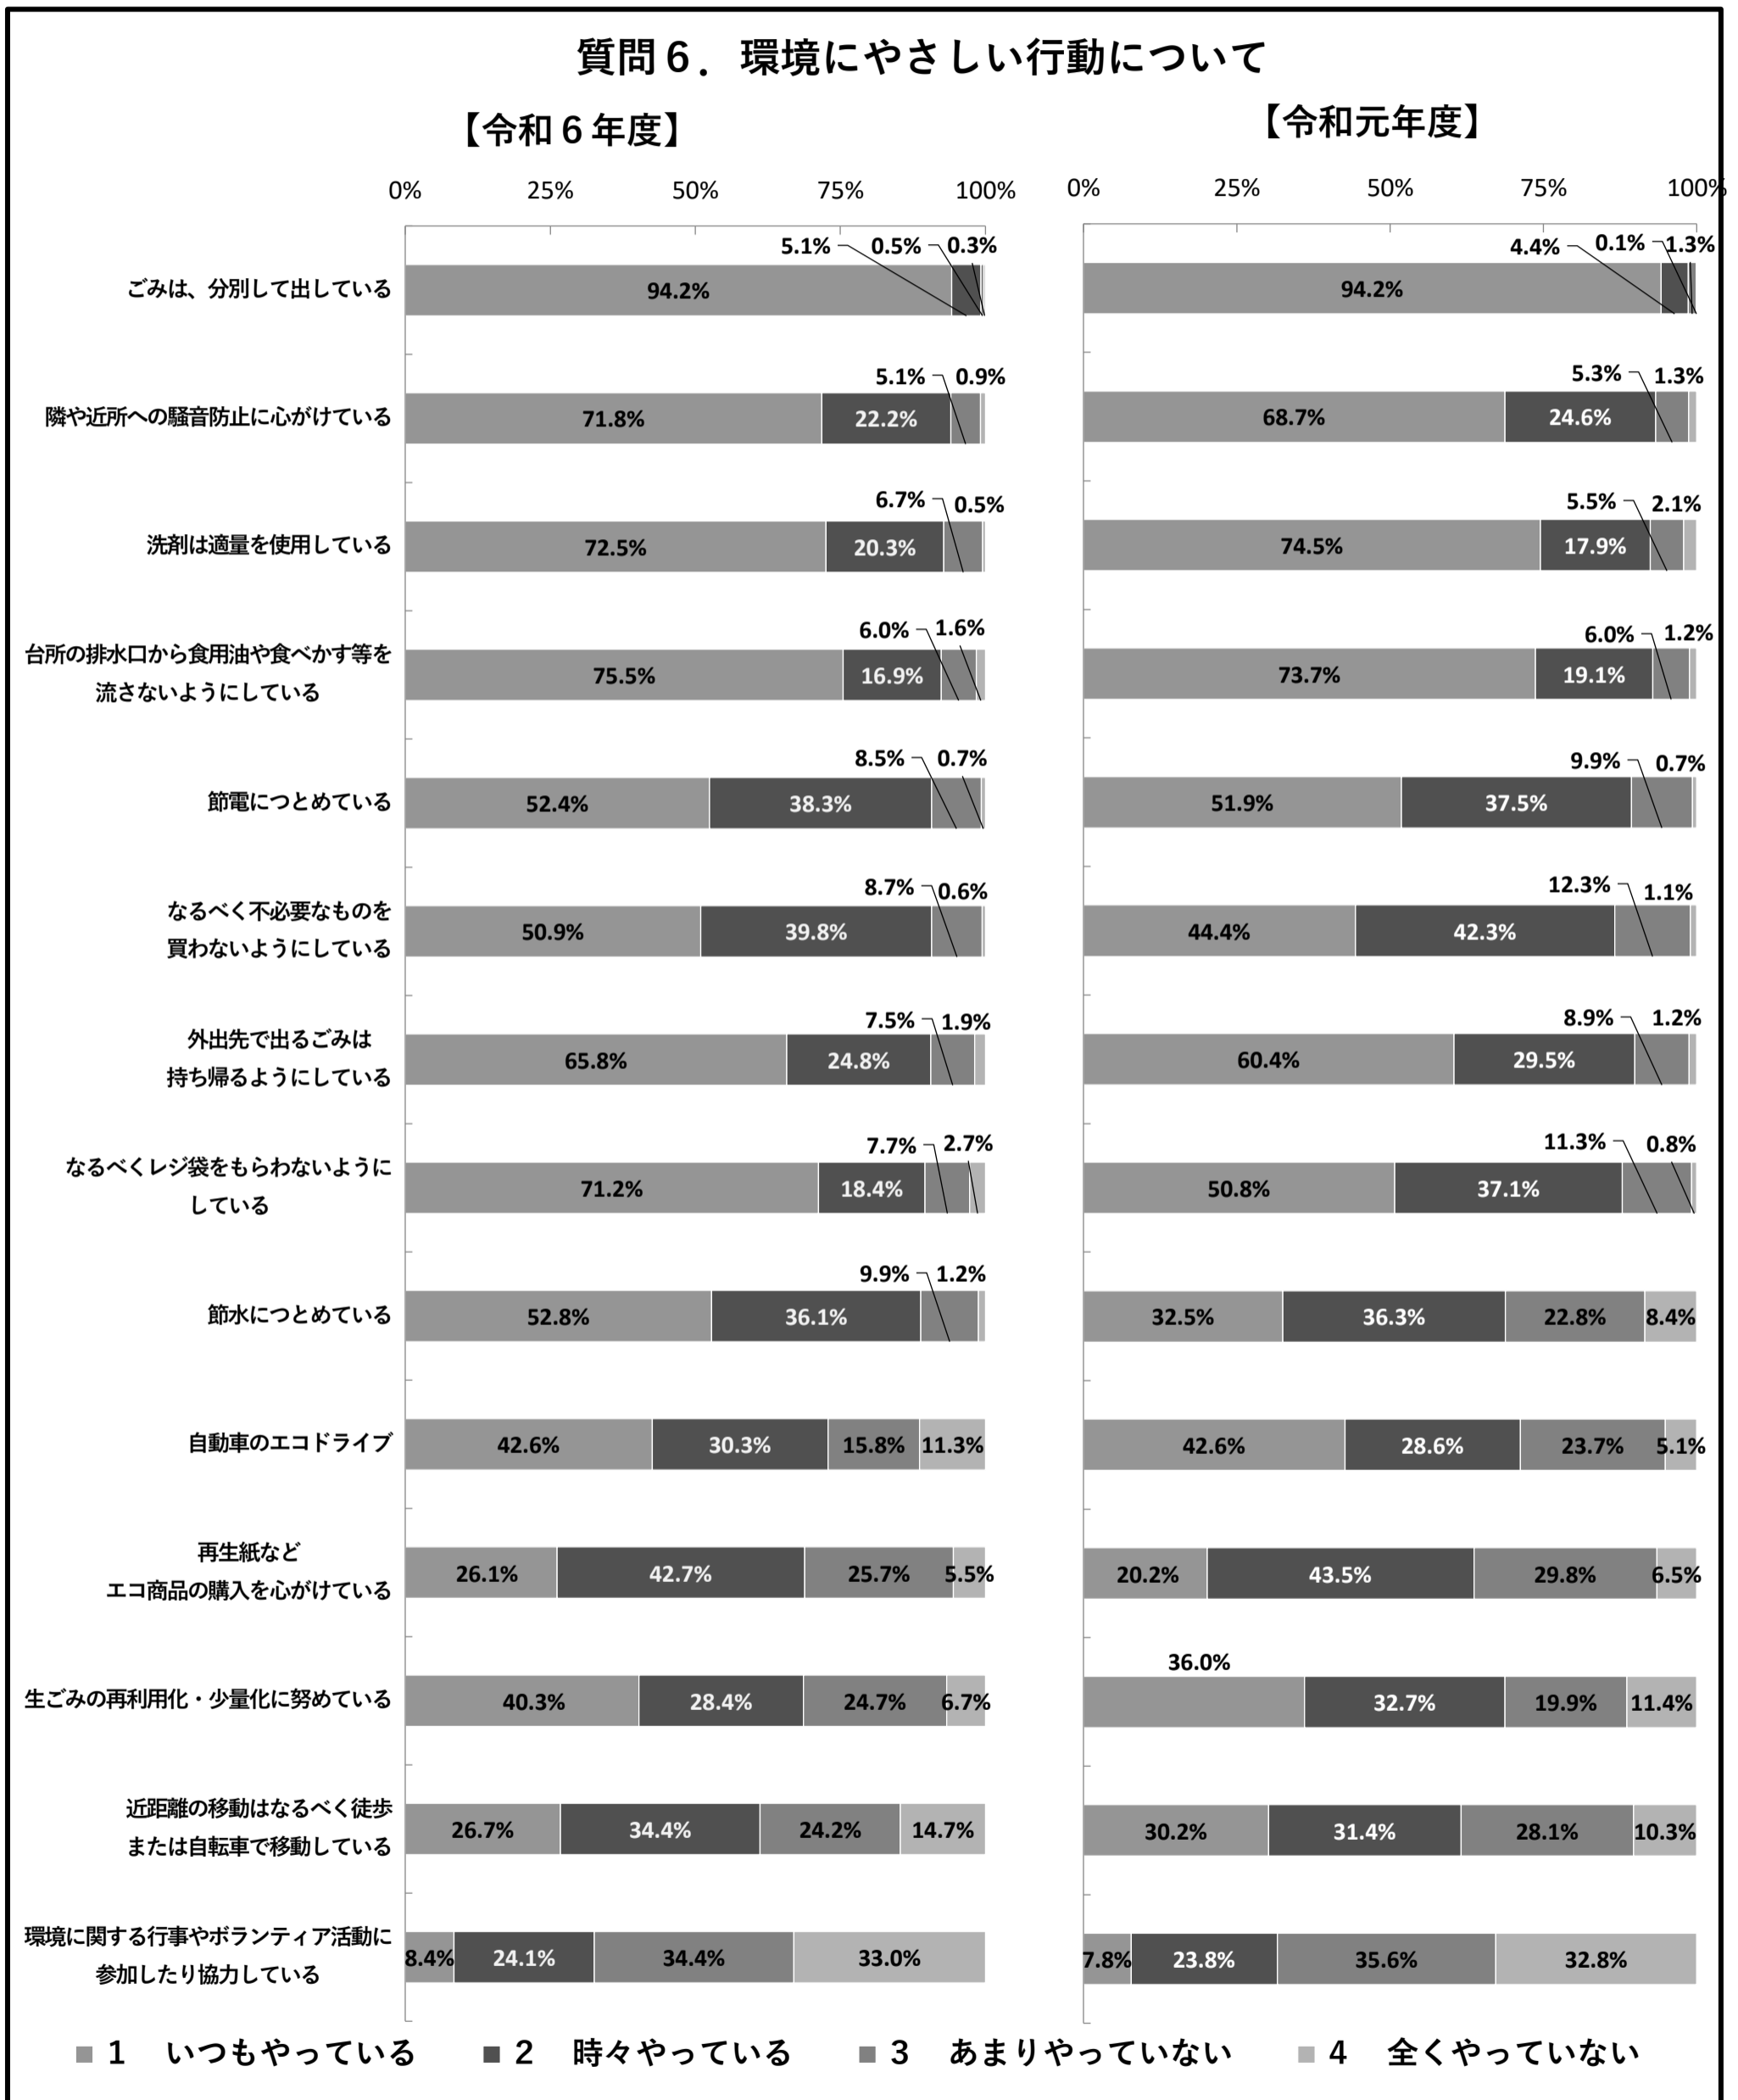 質問６．環境にやさしい行動について
【令和６年度】
【令和元年度】
0% 25% 50% 75% 100%
0% 25% 50% 75% 100%
ごみは、分別して出している
94.2% 5.1% 0.5% 0.3%
94.2% 4.4% 0.1% 1.3%
隣や近所への騒音防止に心がけている
71.8% 22.2% 5.1% 0.9%
68.7% 24.6% 5.3% 1.3%
洗剤は適量を使用している
72.5% 20.3% 6.7% 0.5%
74.5% 17.9% 5.5% 2.1%
台所の排水口から食用油や食べかす等を
流さないようにしている
75.5% 16.9% 6.0% 1.6%
73.7% 19.1% 6.0% 1.2%
節電につとめている
52.4% 38.3% 8.5% 0.7%
51.9% 37.5% 9.9% 0.7%
なるべく不必要なものを
買わないようにしている
50.9% 39.8% 8.7% 0.6%
44.4% 42.3% 12.3% 1.1%
外出先で出るごみは
持ち帰るようにしている
65.8% 24.8% 7.5% 1.9%
60.4% 29.5% 8.9% 1.2%
なるべくレジ袋をもらわないように
している
71.2% 18.4% 7.7% 2.7%
50.8% 37.1% 11.3% 0.8%
節水につとめている
52.8% 36.1% 9.9% 1.2%
32.5% 36.3% 22.8% 8.4%
自動車のエコドライブ
42.6% 30.3% 15.8% 11.3%
42.6% 28.6% 23.7% 5.1%
再生紙など
エコ商品の購入を心がけている
26.1% 42.7% 25.7% 5.5%
20.2% 43.5% 29.8% 6.5%
生ごみの再利用化・少量化に努めている
40.3% 28.4% 24.7% 6.7%
36.0% 32.7% 19.9% 11.4%
近距離の移動はなるべく徒歩
または自転車で移動している
26.7% 34.4% 24.2% 14.7%
30.2% 31.4% 28.1% 10.3%
環境に関する行事やボランティア活動に
参加したり協力している
8.4% 24.1% 34.4% 33.0%
7.8% 23.8% 35.6% 32.8%
1　いつもやっている 2　時々やっている 3　あまりやっていない 4　全くやっていない